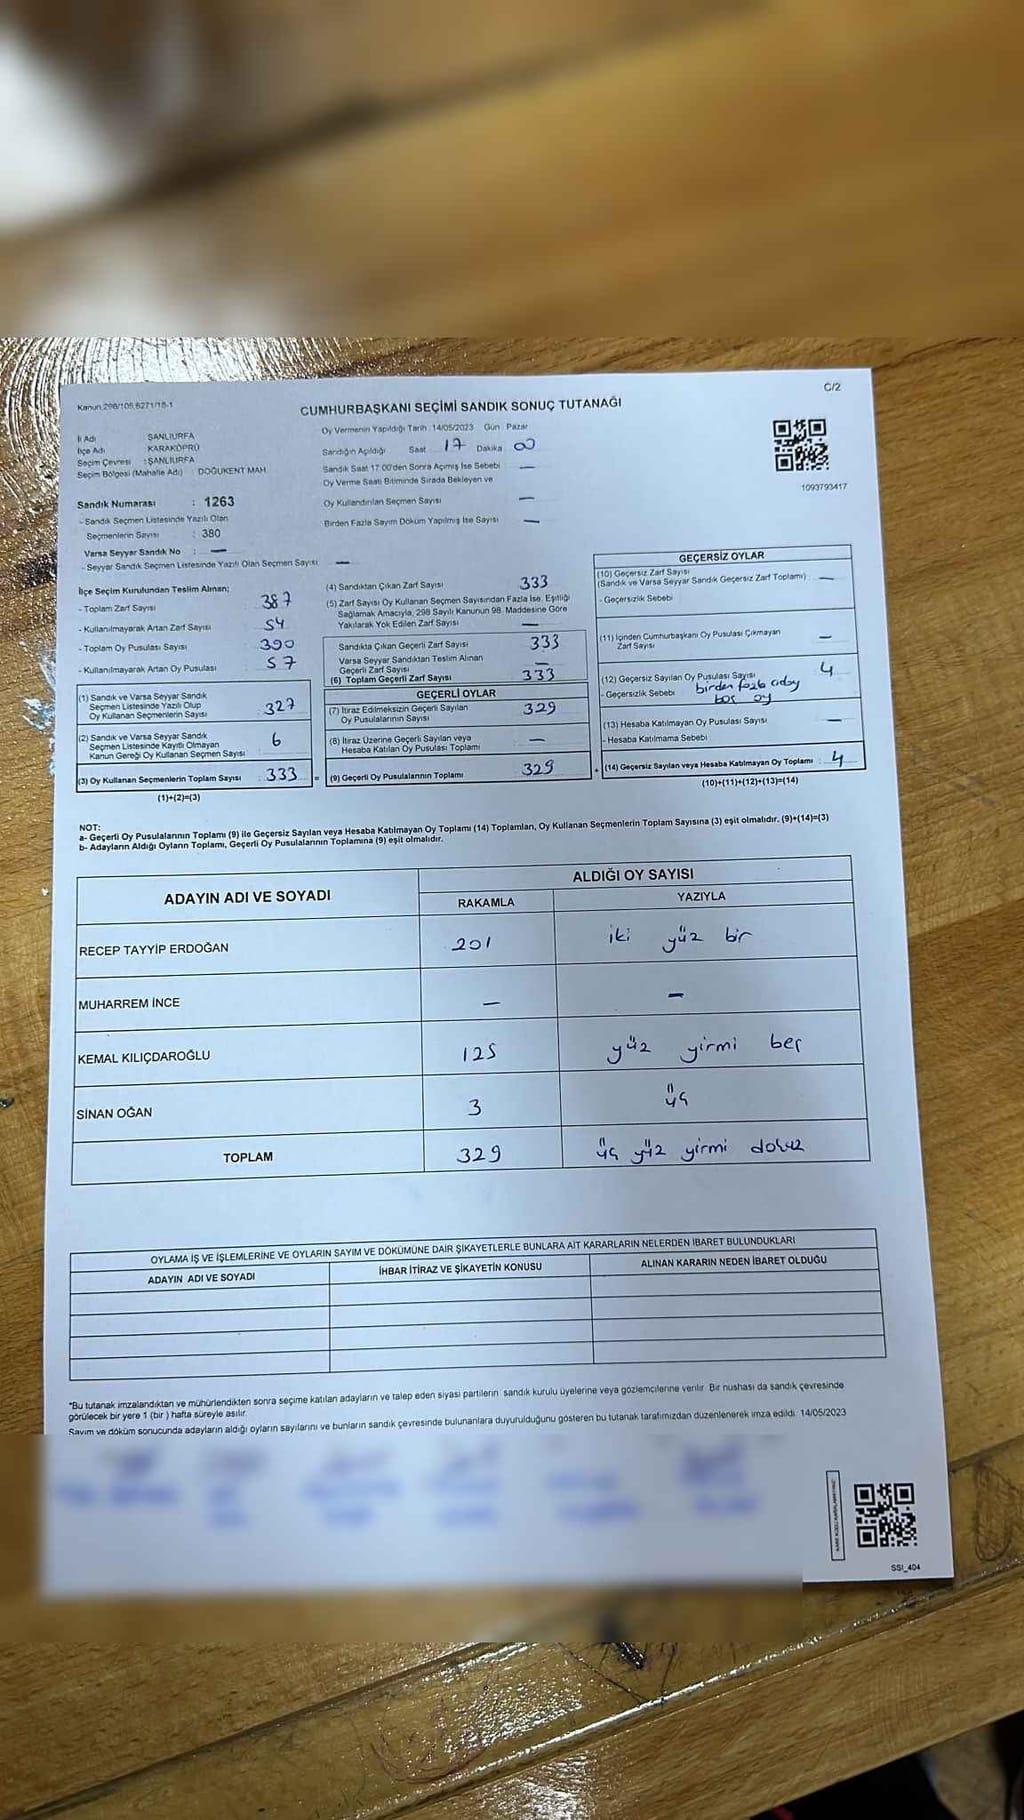 C/2
Kanun 298/105,6271/18-1
CUMHURBAŞKANI SEÇİMİ SANDIK SONUÇ TUTANAĞI
İl Adı ŞANLIURFA
İlçe Adı KARAKÖPRÜ
Seçim Çevresi : ŞANLIURFA
Seçim Bölgesi (Mahalle Adı) : DOĞUKENT MAH.
Sandık Numarası : 1263
- Sandık Seçmen Listesinde Yazılı Olan
Seçmenlerin Sayısı : 380
Varsa Seyyar Sandık No : —
- Seyyar Sandık Seçmen Listesinde Yazılı Olan Seçmen Sayısı —
Oy Vermenin Yapıldığı Tarih : 14/05/2023 Gün : Pazar
Sandığın Açıldığı Saat 17 Dakika 00
Sandık Saat 17.00'den Sonra Açımış İse Sebebi —
Oy Verme Saati Bitiminde Sırada Bekleyen ve
Oy Kullandırılan Seçmen Sayısı —
Birden Fazla Sayım Döküm Yapılmış İse Sayısı —
1093793417
İlçe Seçim Kurulundan Teslim Alınan;
- Toplam Zarf Sayısı 387
- Kullanılmayarak Artan Zarf Sayısı 54
- Toplam Oy Pusulası Sayısı 390
- Kullanılmayarak Artan Oy Pusulası 57
(1) Sandık ve Varsa Seyyar Sandık
Seçmen Listesinde Yazılı Olup
Oy Kullanan Seçmenlerin Sayısı 327
(2) Sandık ve Varsa Seyyar Sandık
Seçmen Listesinde Kayıtlı Olmayan
Kanun Gereği Oy Kullanan Seçmen Sayısı 6
(3) Oy Kullanan Seçmenlerin Toplam Sayısı 333 =
(1)+(2)=(3)
(4) Sandıktan Çıkan Zarf Sayısı 333
(5) Zarf Sayısı Oy Kullanan Seçmen Sayısından Fazla İse, Eşitliği
Sağlamak Amacıyla, 298 Sayılı Kanunun 98. Maddesine Göre
Yakılarak Yok Edilen Zarf Sayısı —
Sandıkta Çıkan Geçerli Zarf Sayısı 333
Varsa Seyyar Sandıktan Teslim Alınan
Geçerli Zarf Sayısı —
(6) Toplam Geçerli Zarf Sayısı 333
GEÇERLİ OYLAR
(7) İtiraz Edilmeksizin Geçerli Sayılan
Oy Pusulalarının Sayısı 329
(8) İtiraz Üzerine Geçerli Sayılan veya
Hesaba Katılan Oy Pusulası Toplamı —
(9) Geçerli Oy Pusulalarının Toplamı 329 +
GEÇERSİZ OYLAR
(10) Geçersiz Zarf Sayısı
(Sandık ve Varsa Seyyar Sandık Geçersiz Zarf Toplamı) —
- Geçersizlik Sebebi
(11) İçinden Cumhurbaşkanı Oy Pusulası Çıkmayan
Zarf Sayısı —
(12) Geçersiz Sayılan Oy Pusulası Sayısı 4
- Geçersizlik Sebebi birden fazla aday
boş oy
(13) Hesaba Katılmayan Oy Pusulası Sayısı —
- Hesaba Katılmama Sebebi
(14) Geçersiz Sayılan veya Hesaba Katılmayan Oy Toplamı : 4
(10)+(11)+(12)+(13)=(14)
NOT:
a- Geçerli Oy Pusulalarının Toplamı (9) ile Geçersiz Sayılan veya Hesaba Katılmayan Oy Toplamı (14) Toplamları, Oy Kullanan Seçmenlerin Toplam Sayısına (3) eşit olmalıdır. (9)+(14)=(3)
b- Adayların Aldığı Oyların Toplamı, Geçerli Oy Pusulalarının Toplamına (9) eşit olmalıdır.
ADAYIN ADI VE SOYADI ALDIĞI OY SAYISI
RAKAMLA YAZIYLA
RECEP TAYYİP ERDOĞAN 201 iki yüz bir
MUHARREM İNCE — —
KEMAL KILIÇDAROĞLU 125 yüz yirmi beş
SİNAN OĞAN 3 üç
TOPLAM 329 üç yüz yirmi dokuz
OYLAMA İŞ VE İŞLEMLERİNE VE OYLARIN SAYIM VE DÖKÜMÜNE DAİR ŞİKAYETLERLE BUNLARA AİT KARARLARIN NELERDEN İBARET BULUNDUKLARI
ADAYIN ADI VE SOYADI İHBAR İTİRAZ VE ŞİKAYETİN KONUSU ALINAN KARARIN NEDEN İBARET OLDUĞU
*Bu tutanak imzalandıktan ve mühürlendikten sonra seçime katılan adayların ve talep eden siyasi partilerin sandık kurulu üyelerine veya gözlemcilerine verilir. Bir nushası da sandık çevresinde
görülecek bir yere 1 (bir ) hafta süreyle asılır.
Sayım ve döküm sonucunda adayların aldığı oyların sayılarını ve bunların sandık çevresinde bulunanlara duyurulduğunu gösteren bu tutanak tarafımızdan düzenlenerek imza edildi. 14/05/2023
SSI_404